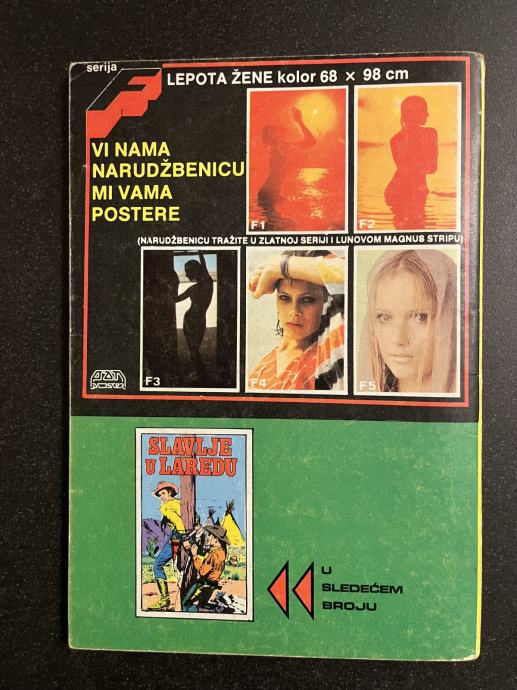 serija
F
LEPOTA ŽENE kolor 68 × 98 cm
VI NAMA
NARUDŽBENICU
MI VAMA
POSTERE
F1
F2
(NARUDŽBENICU TRAŽITE U ZLATNOJ SERIJI I LUNOVOM MAGNUS STRIPU)
F3
F4
F5
POSTER
SLAVLJE
U LAREDU
U
SLEDEĆEM
BROJU